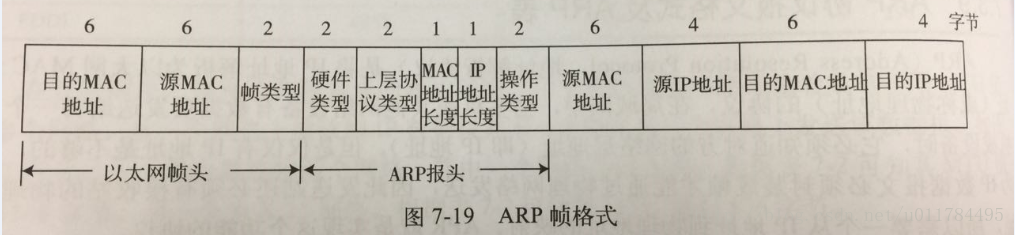 6 6 2 2 2 1 1 2 6 4 6 4 字节
目的MAC
地址
源MAC
地址
帧类型
硬件
类型
上层协
议类型
MAC
地址
长度
IP
地址
长度
操作
类型
源MAC
地址
源IP地址
目的MAC地址
目的IP地址
以太网帧头
ARP报头
图 7-19 ARP 帧格式